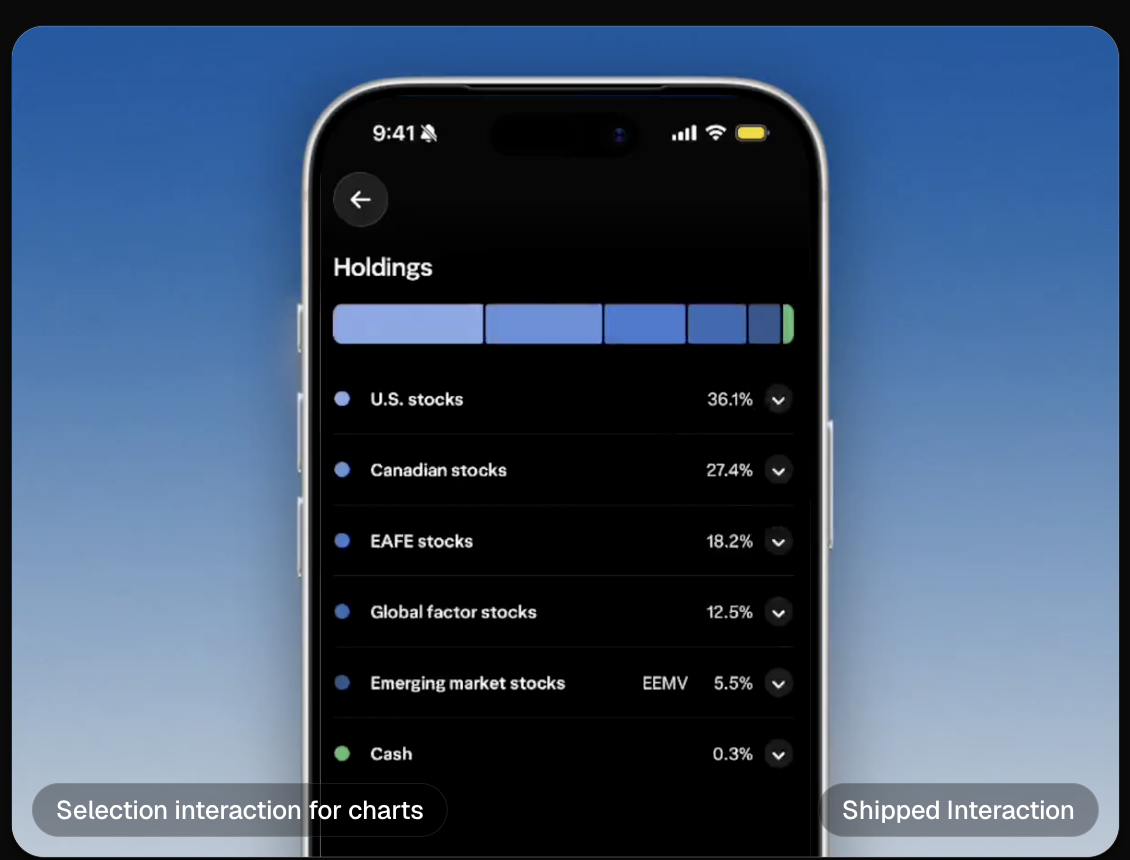 9:41
Holdings
U.S. stocks 36.1%
Canadian stocks 27.4%
EAFE stocks 18.2%
Global factor stocks 12.5%
Emerging market stocks EEMV 5.5%
Cash 0.3%
Selection interaction for charts
Shipped Interaction